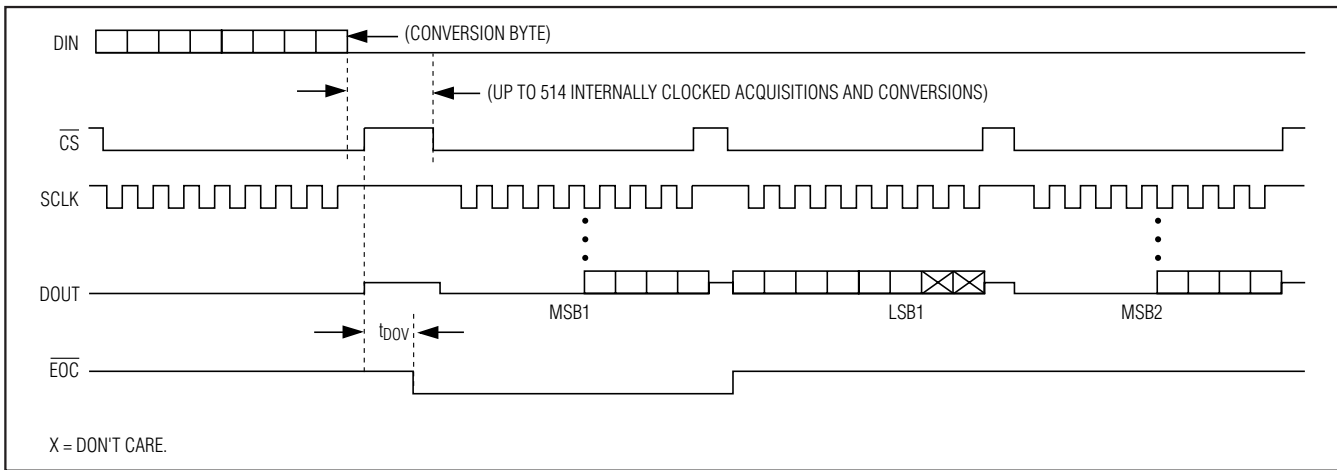 DIN
(CONVERSION BYTE)
(UP TO 514 INTERNALLY CLOCKED ACQUISITIONS AND CONVERSIONS)
CS
SCLK
DOUT
MSB1
LSB1
MSB2
tDOV
EOC
X = DON'T CARE.